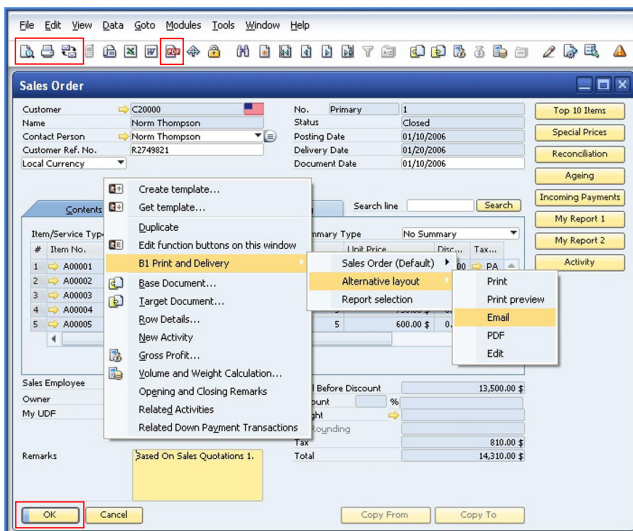 File Edit View Data Goto Modules Tools Window Help
Sales Order
Customer C20000 No. Primary 1 Top 10 Items
Name Norm Thompson Status Closed
Contact Person Norm Thompson Posting Date 01/10/2006 Special Prices
Customer Ref. No. R2749821 Delivery Date 01/20/2006 Reconciliation
Local Currency Document Date 01/10/2006
Ageing
Incoming Payments
My Report 1
My Report 2
Activity
Contents Search line Search
Item/Service Type Summary Type No Summary
# Item No. Unit Price Disc... Tax...
1 A00001 PA
2 A00002
3 A00003
4 A00004
5 A00005 5 600.00 $ 0.
Create template...
Get template...
Duplicate
Edit function buttons on this window
B1 Print and Delivery
Base Document...
Target Document...
Row Details...
New Activity
Gross Profit...
Volume and Weight Calculation...
Opening and Closing Remarks
Related Activities
Related Down Payment Transactions
Sales Order (Default)
Alternative layout
Report selection
Print
Print preview
Email
PDF
Edit
Sales Employee Before Discount 13,500.00 $
Owner %
My UDF Rounding
Tax 810.00 $
Remarks Based On Sales Quotations 1. Total 14,310.00 $
OK Cancel Copy From Copy To